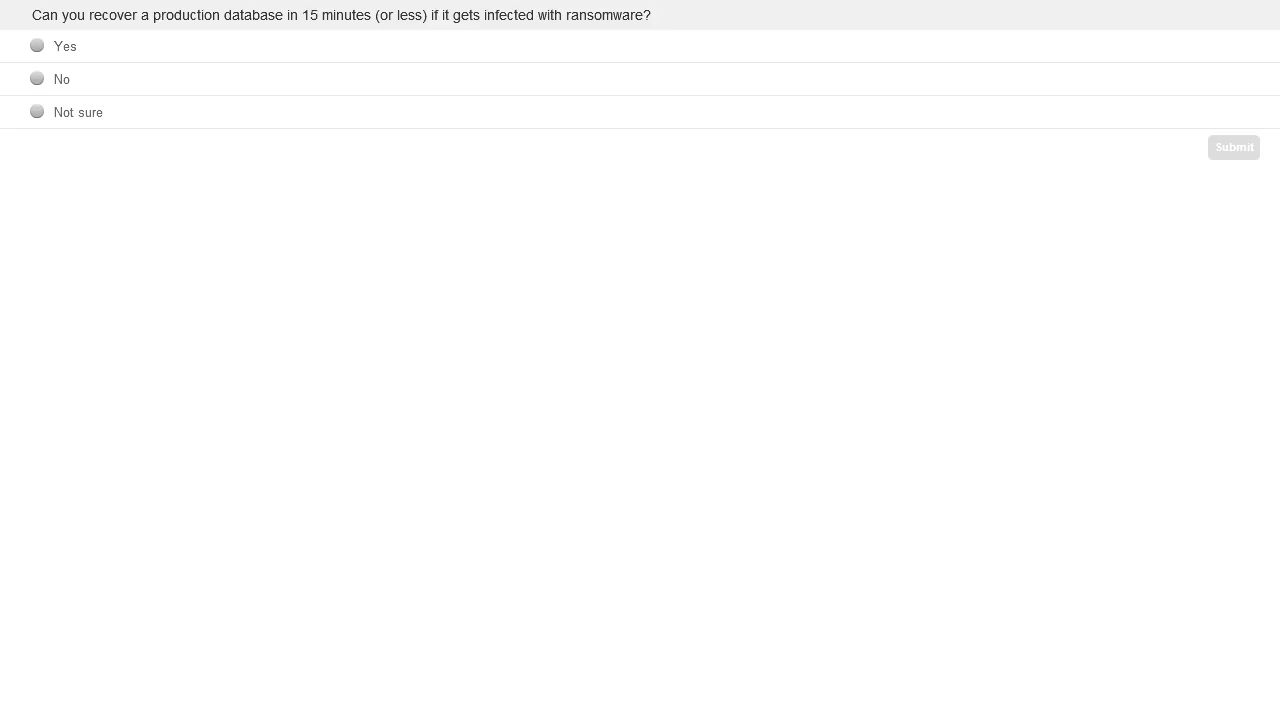 Can you recover a production database in 15 minutes (or less) if it gets infected with ransomware?
Yes
No
Not sure
Submit